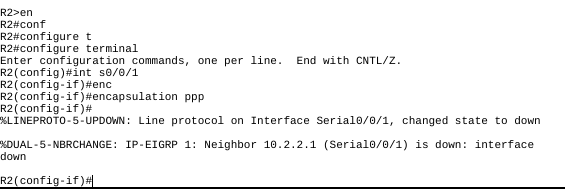 R2>en
R2#conf
R2#configure t
R2#configure terminal
Enter configuration commands, one per line.  End with CNTL/Z.
R2(config)#int s0/0/1
R2(config-if)#enc
R2(config-if)#encapsulation ppp
R2(config-if)#
%LINEPROTO-5-UPDOWN: Line protocol on Interface Serial0/0/1, changed state to down
%DUAL-5-NBRCHANGE: IP-EIGRP 1: Neighbor 10.2.2.1 (Serial0/0/1) is down: interface
down
R2(config-if)#